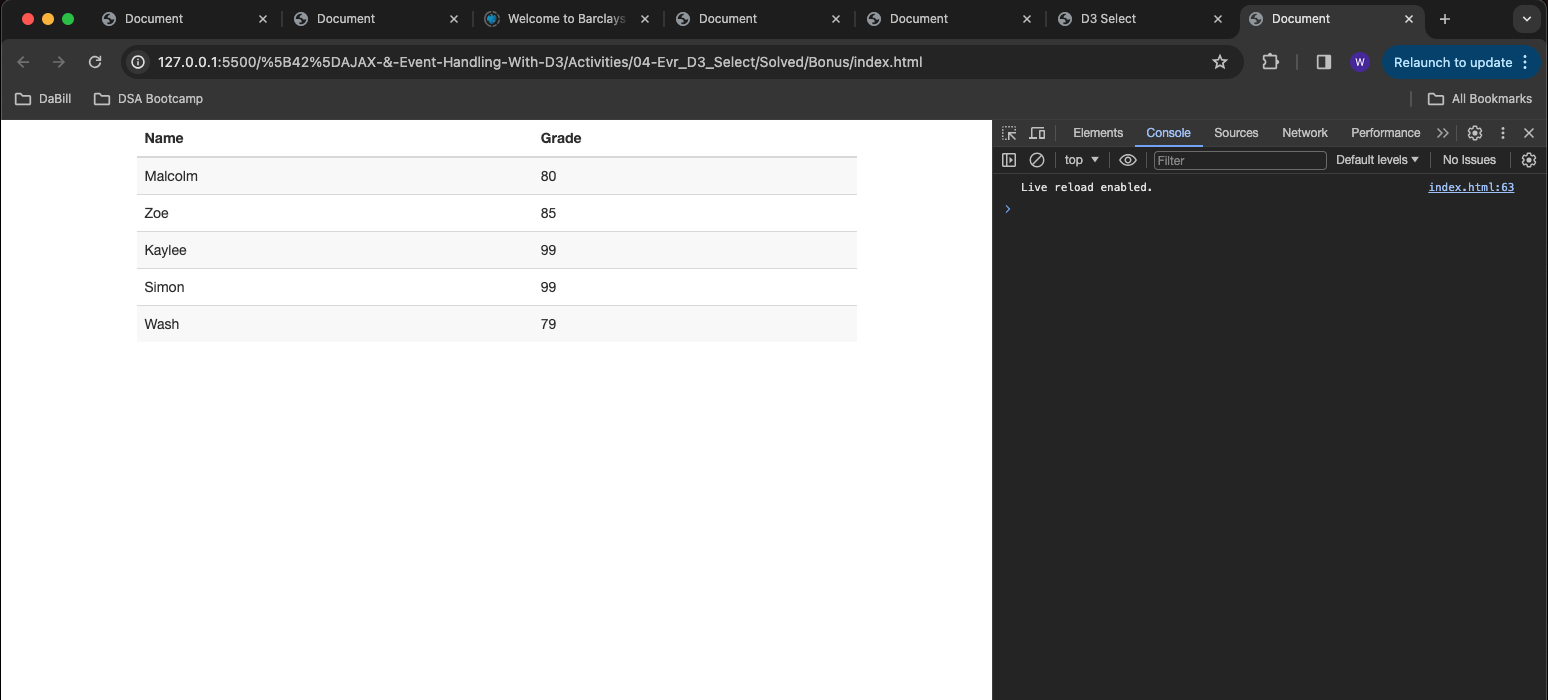 Document Document Welcome to Barclays Document Document D3 Select Document
127.0.0.1:5500/%5B42%5DAJAX-&-Event-Handling-With-D3/Activities/04-Evr_D3_Select/Solved/Bonus/index.html W Relaunch to update
DaBill DSA Bootcamp All Bookmarks
Name Grade
Malcolm 80
Zoe 85
Kaylee 99
Simon 99
Wash 79
Elements Console Sources Network Performance
top Filter Default levels No Issues
Live reload enabled. index.html:63